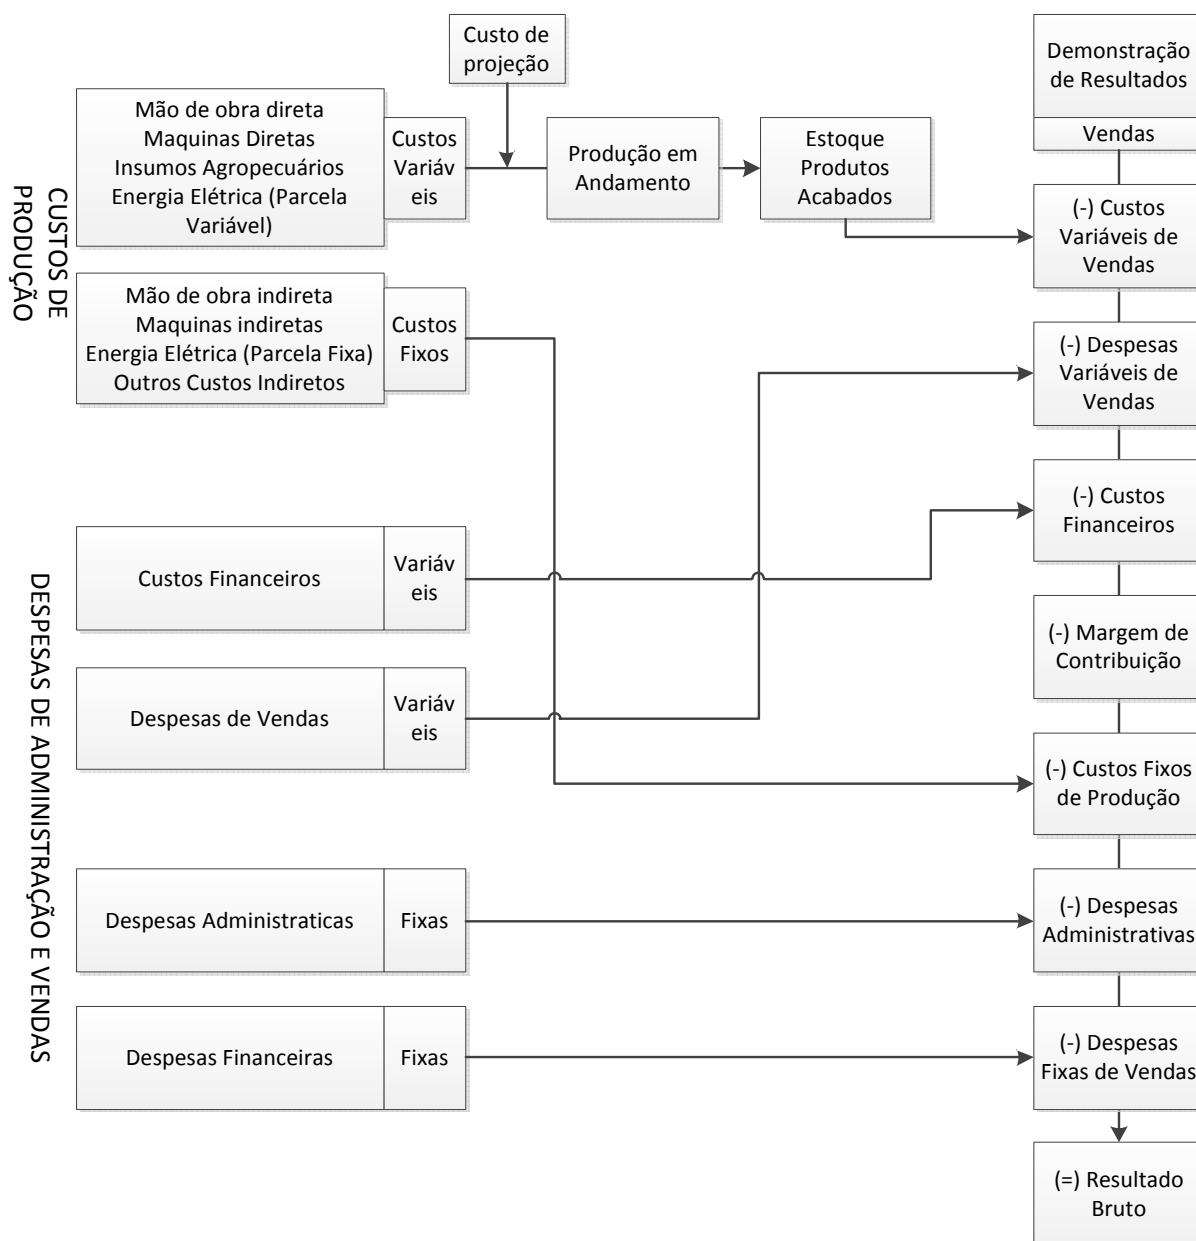 Custo de
projeção
Demonstração
de Resultados
Vendas
CUSTOS DE
PRODUÇÃO
Mão de obra direta
Maquinas Diretas
Insumos Agropecuários
Energia Elétrica (Parcela
Variável)
Custos
Variáv
eis
Produção em
Andamento
Estoque
Produtos
Acabados
(-) Custos
Variáveis de
Vendas
Mão de obra indireta
Maquinas indiretas
Energia Elétrica (Parcela Fixa)
Outros Custos Indiretos
Custos
Fixos
(-) Despesas
Variáveis de
Vendas
(-) Custos
Financeiros
DESPESAS DE ADMINISTRAÇÃO E VENDAS
Custos Financeiros
Variáv
eis
(-) Margem de
Contribuição
Despesas de Vendas
Variáv
eis
(-) Custos Fixos
de Produção
Despesas Administraticas
Fixas
(-) Despesas
Administrativas
Despesas Financeiras
Fixas
(-) Despesas
Fixas de Vendas
(=) Resultado
Bruto